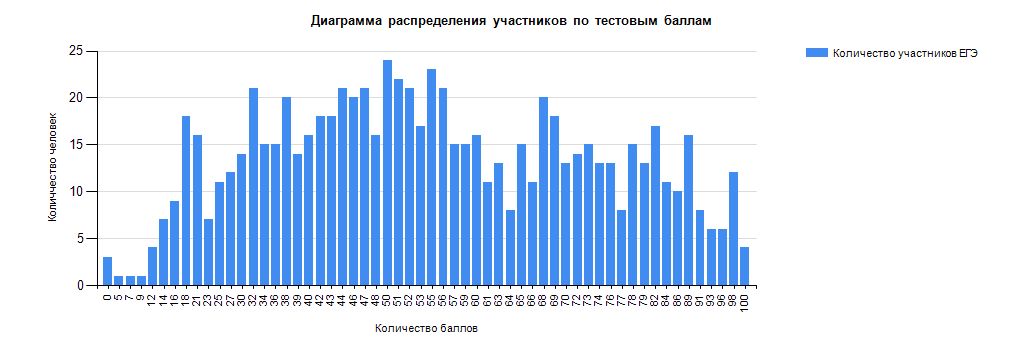 Диаграмма распределения участников по тестовым баллам
25
20
15
10
5
0
Количчество человек
0 5 7 9 12 14 16 18 21 23 25 27 30 32 34 36 38 39 40 42 43 44 46 47 48 50 51 52 53 55 56 57 59 60 61 63 64 65 66 68 69 70 72 73 74 76 77 78 79 82 84 86 89 91 93 96 98 100
Количество баллов
Количество участников ЕГЭ